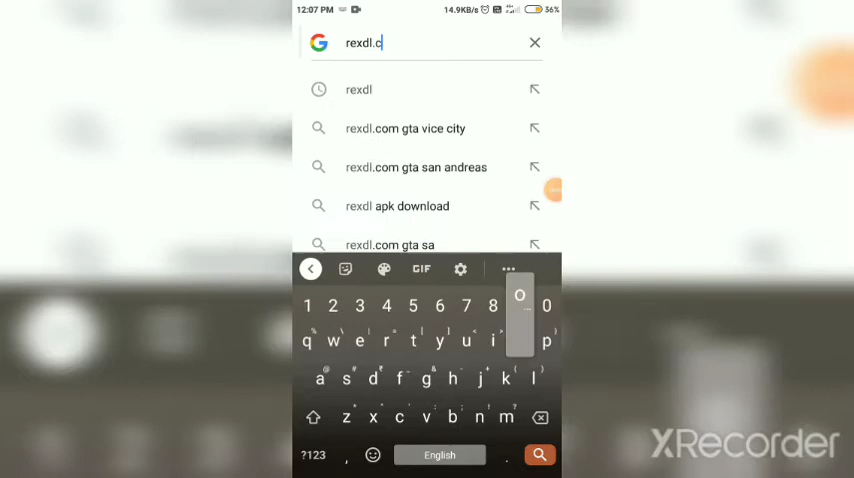 12:07 PM 14.9KB/s 36%
rexdl.c
rexdl
rexdl.com gta vice city
rexdl.com gta san andreas
rexdl apk download
rexdl.com gta sa
GIF
1 2 3 4 5 6 7 8 0
q% w\ e| r= t[ y] u< i> o p)
a@ s# d₹ f- g& h- j+ k( l)
z* x" c' v: b; n! m?
?123 , English .
XRecorder